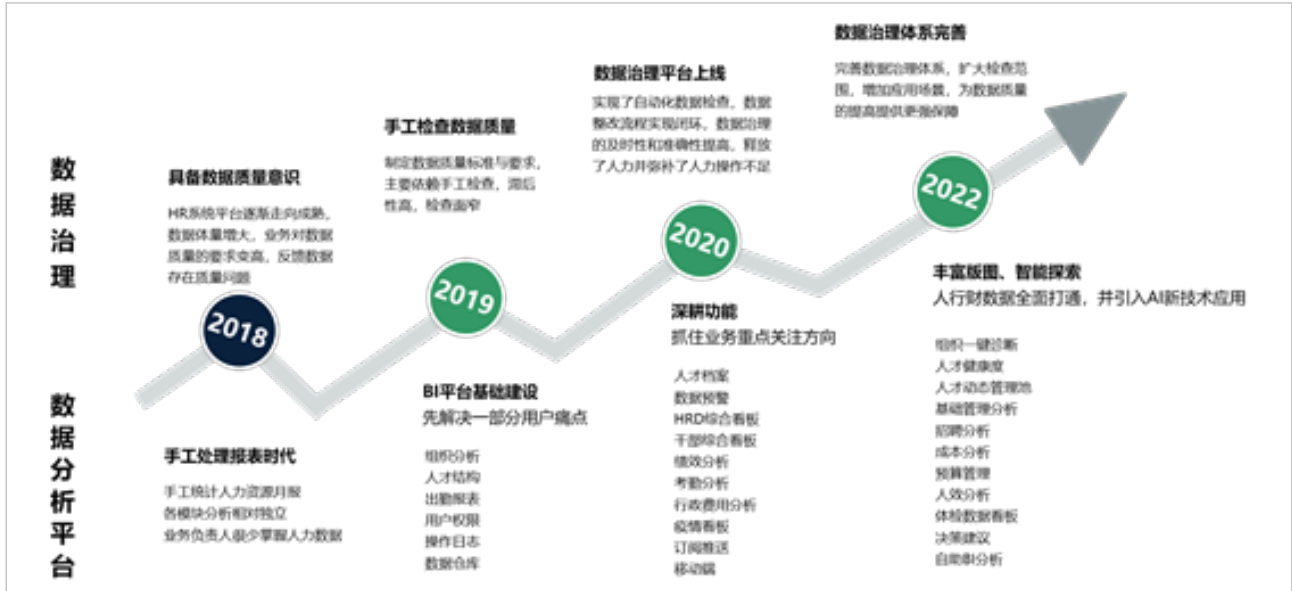 数据治理
具备数据质量意识
HR系统平台逐渐走向成熟，
数据体量增大，业务对数据
质量的要求变高，反馈数据
存在质量问题
手工检查数据质量
制定数据质量标准与要求，
主要依赖手工检查，滞后
性高，检查面窄
数据治理平台上线
实现了自动化数据检查，数据
整改流程实现闭环，数据治理
的及时性和准确性提高，释放
了人力并弥补了人力操作不足
数据治理体系完善
完善数据治理体系，扩大检查范
围，增加应用场景，为数据质量
的提高提供更强保障
2018
2019
2020
2022
数据分析平台
手工处理报表时代
手工统计人力资源月报
各模块分析相对独立
业务负责人很少掌握人力数据
BI平台基础建设
先解决一部分用户痛点
组织分析
人才结构
出勤报表
用户权限
操作日志
数据仓库
深耕功能
抓住业务重点关注方向
人才档案
数据预警
HRD综合看板
干部综合看板
绩效分析
考勤分析
行政费用分析
疫情看板
订阅推送
移动端
丰富版图、智能探索
人行财数据全面打通，并引入AI新技术应用
组织一键诊断
人才健康度
人才动态管理池
基础管理分析
招聘分析
成本分析
预算管理
人效分析
体检数据看板
决策建议
自助BI分析